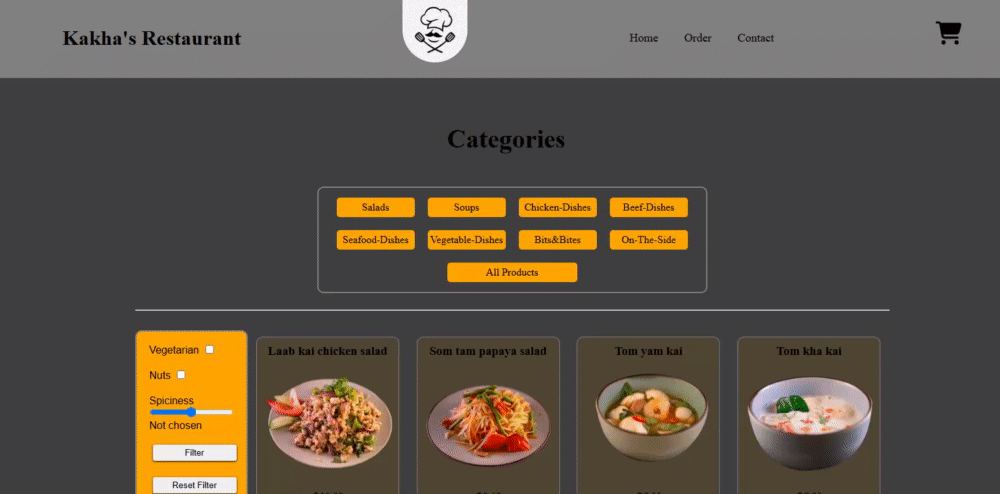 Kakha's Restaurant
Home Order Contact
Categories
Salads Soups Chicken-Dishes Beef-Dishes
Seafood-Dishes Vegetable-Dishes Bits&Bites On-The-Side
All Products
Vegetarian
Nuts
Spiciness
Not chosen
Filter
Reset Filter
Laab kai chicken salad
Som tam papaya salad
Tom yam kai
Tom kha kai